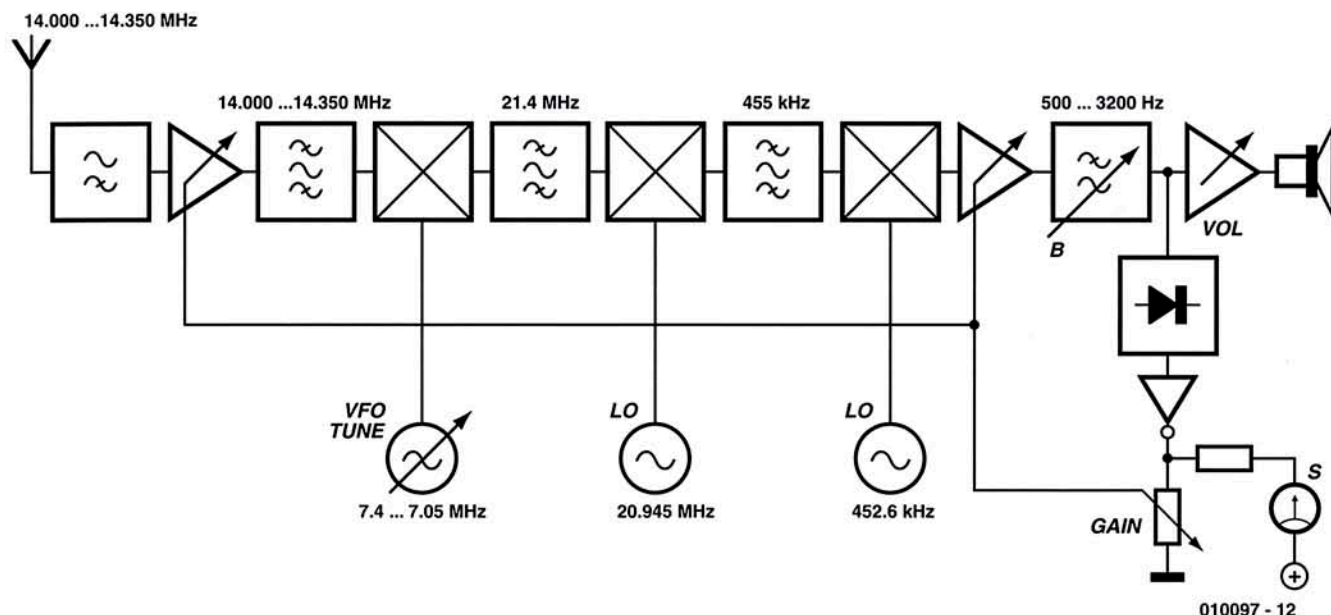 14.000 ...14.350 MHz
14.000 ...14.350 MHz
21.4 MHz
455 kHz
500 ... 3200 Hz
B
VOL
VFO
TUNE
LO
LO
7.4 ... 7.05 MHz
20.945 MHz
452.6 kHz
GAIN
S
010097 - 12